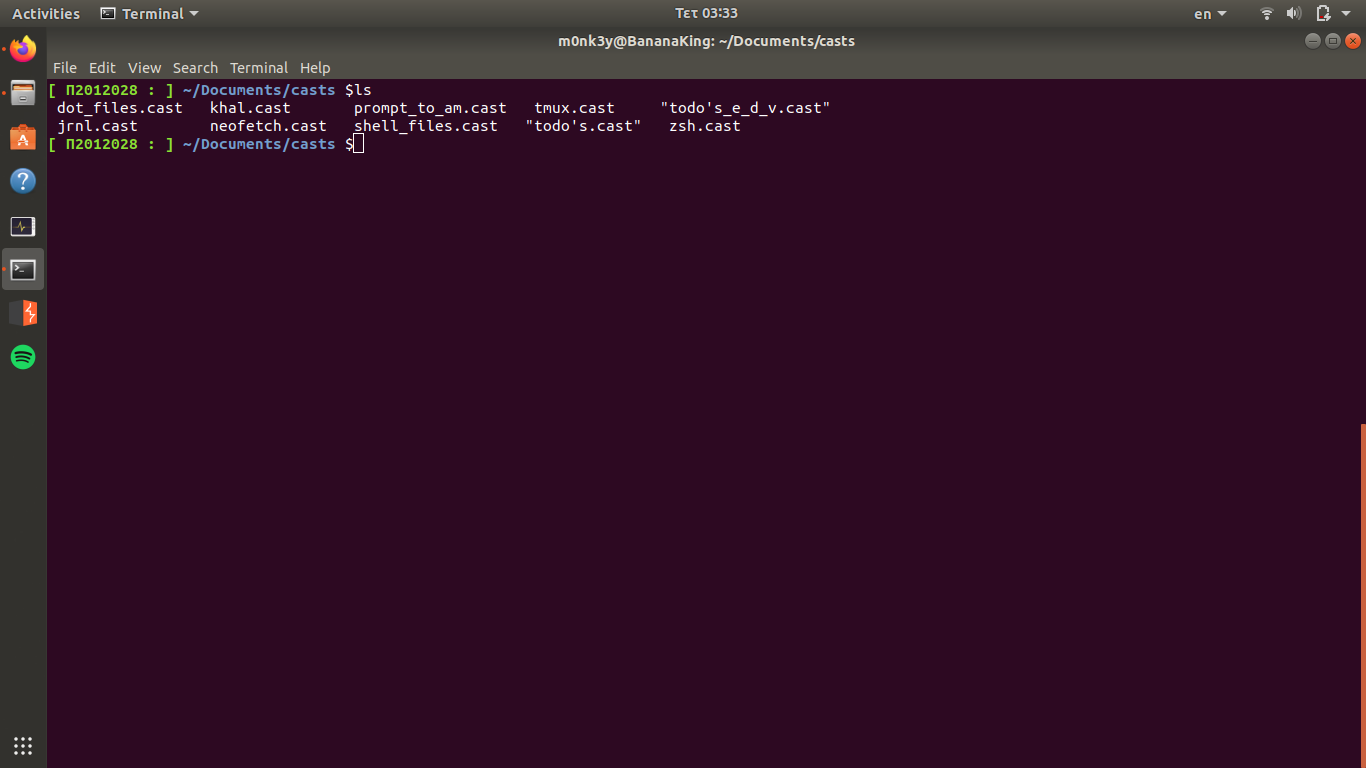 Activities Terminal Τετ 03:33 en
m0nk3y@BananaKing: ~/Documents/casts
File Edit View Search Terminal Help
[ Π2012028 : ] ~/Documents/casts $ls
dot_files.cast khal.cast prompt_to_am.cast tmux.cast "todo's_e_d_v.cast"
jrnl.cast neofetch.cast shell_files.cast "todo's.cast" zsh.cast
[ Π2012028 : ] ~/Documents/casts $